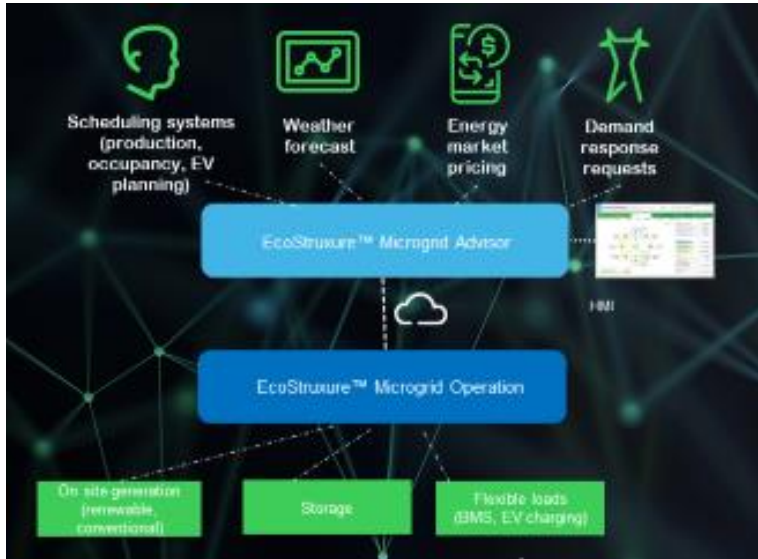 Scheduling systems
(production,
occupancy, EV
planning)
Weather
forecast
Energy
market
pricing
Demand
response
requests
EcoStruxure™ Microgrid Advisor
HMI
EcoStruxure™ Microgrid Operation
On site generation
(renewable,
conventional)
Storage
Flexible loads
(BMS, EV charging)